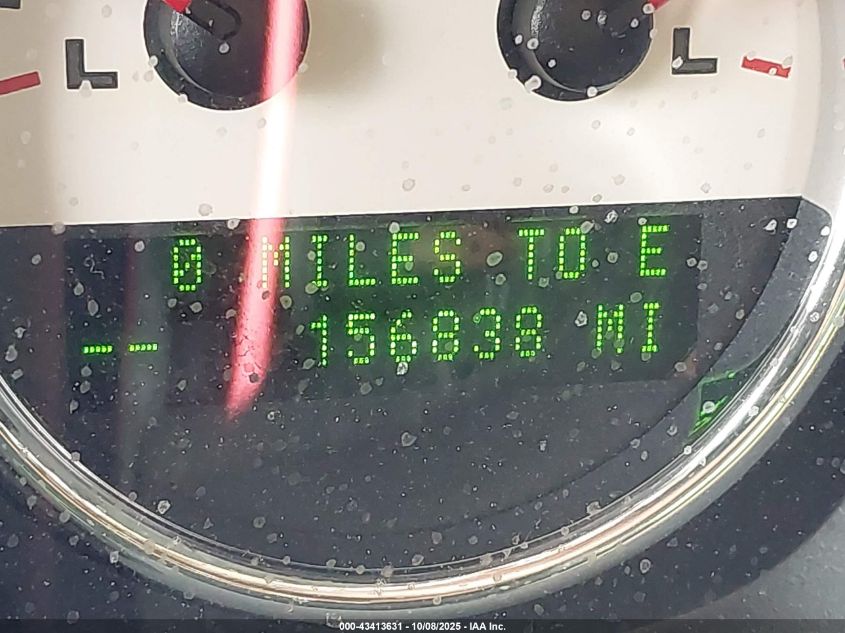 L L
0 MILES TO E
-- 156838 MI
000-43413631 - 10/08/2025 - IAA Inc.